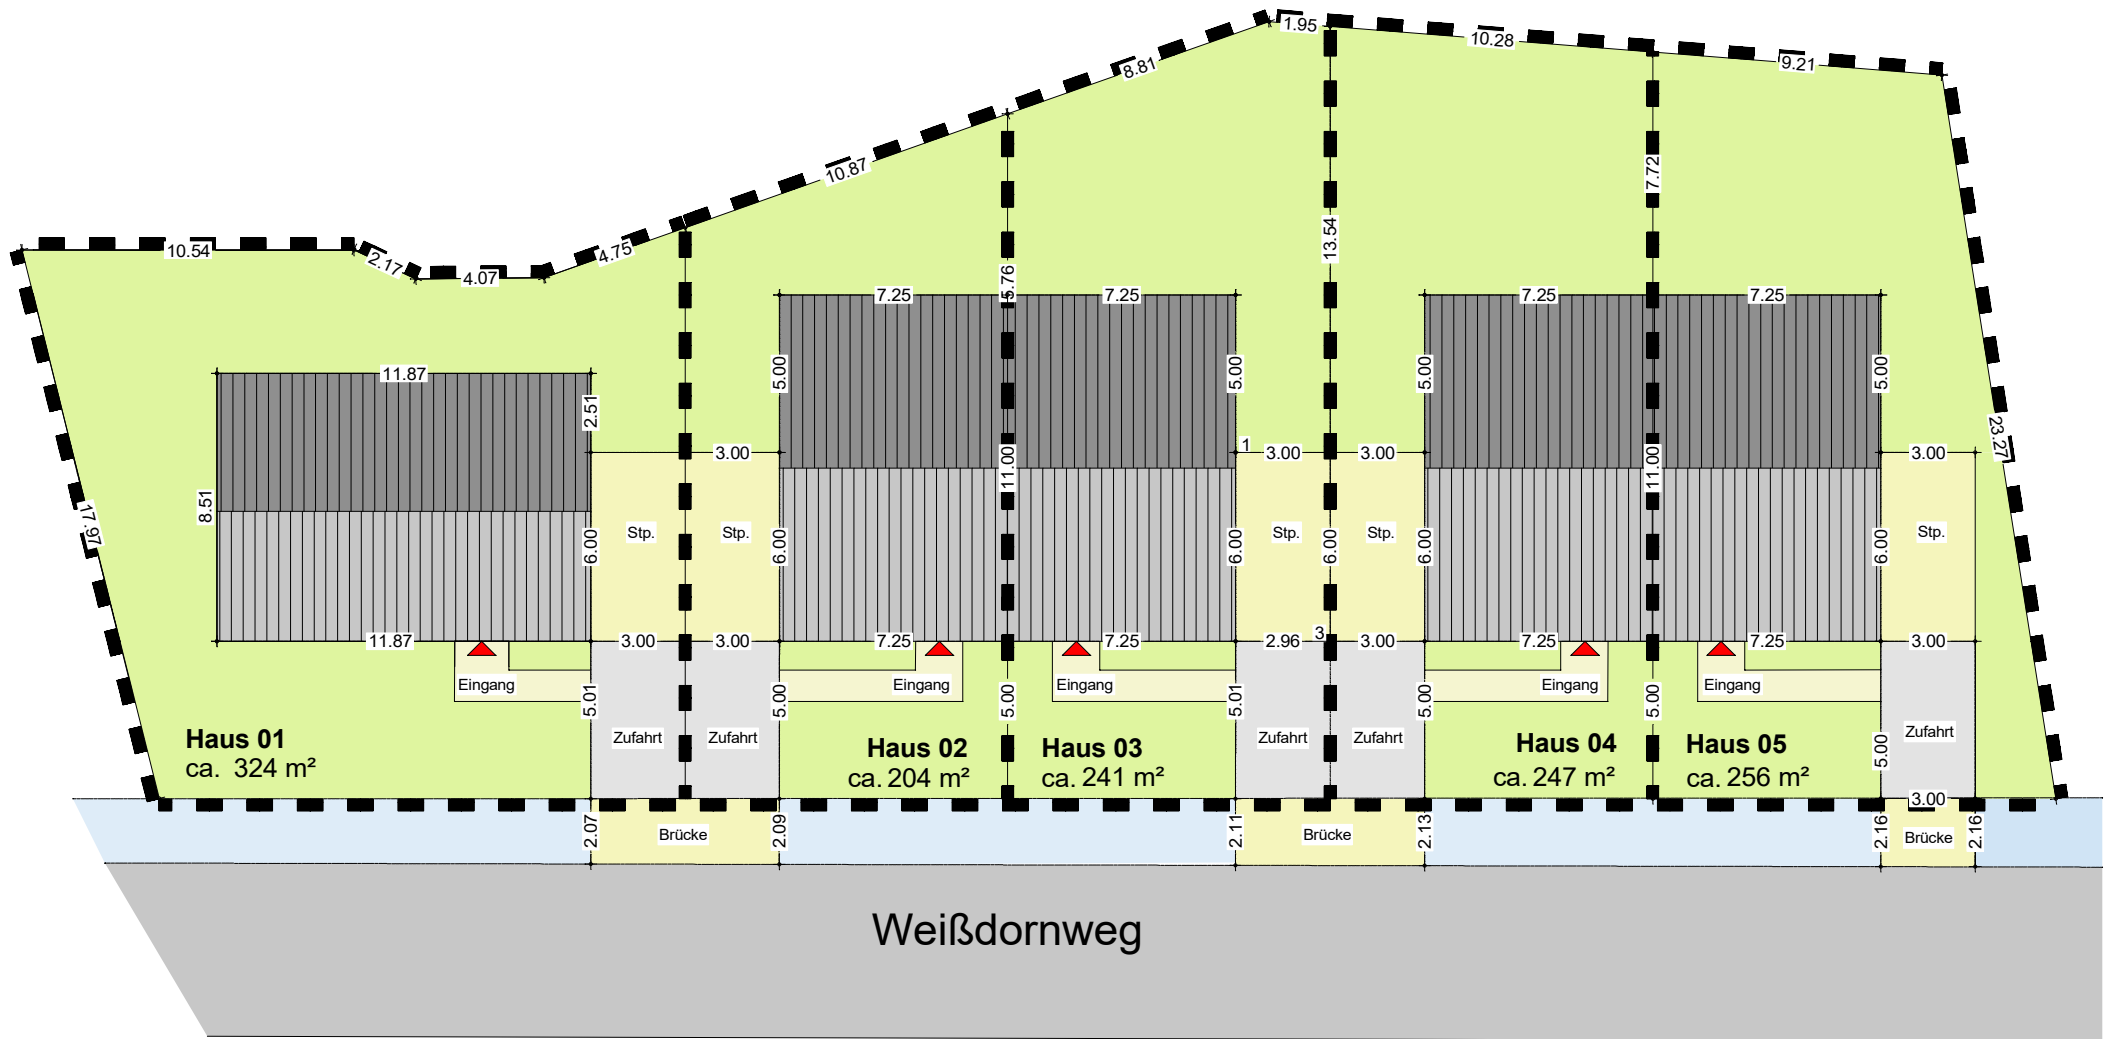 1.95
10.28
9.21
8.81
10.87
7.72
13.54
10.54
2.17
4.07
4.75
5.76
7.25
7.25
7.25
7.25
11.87
2.51
5.00
5.00
5.00
5.00
23.27
3.00
1
3.00
3.00
3.00
11.00
11.00
8.51
17.97
6.00
Stp.
Stp.
6.00
6.00
Stp.
6.00
Stp.
6.00
6.00
Stp.
11.87
3.00
3.00
7.25
7.25
2.96
3
3.00
7.25
7.25
3.00
Eingang
Eingang
Eingang
Eingang
Eingang
5.01
5.00
5.00
5.01
5.00
5.00
5.00
Zufahrt
Zufahrt
Zufahrt
Zufahrt
Zufahrt
Haus 01
ca. 324 m²
Haus 02
ca. 204 m²
Haus 03
ca. 241 m²
Haus 04
ca. 247 m²
Haus 05
ca. 256 m²
3.00
2.07
Brücke
2.09
2.11
Brücke
2.13
2.16
Brücke
2.16
Weißdornweg